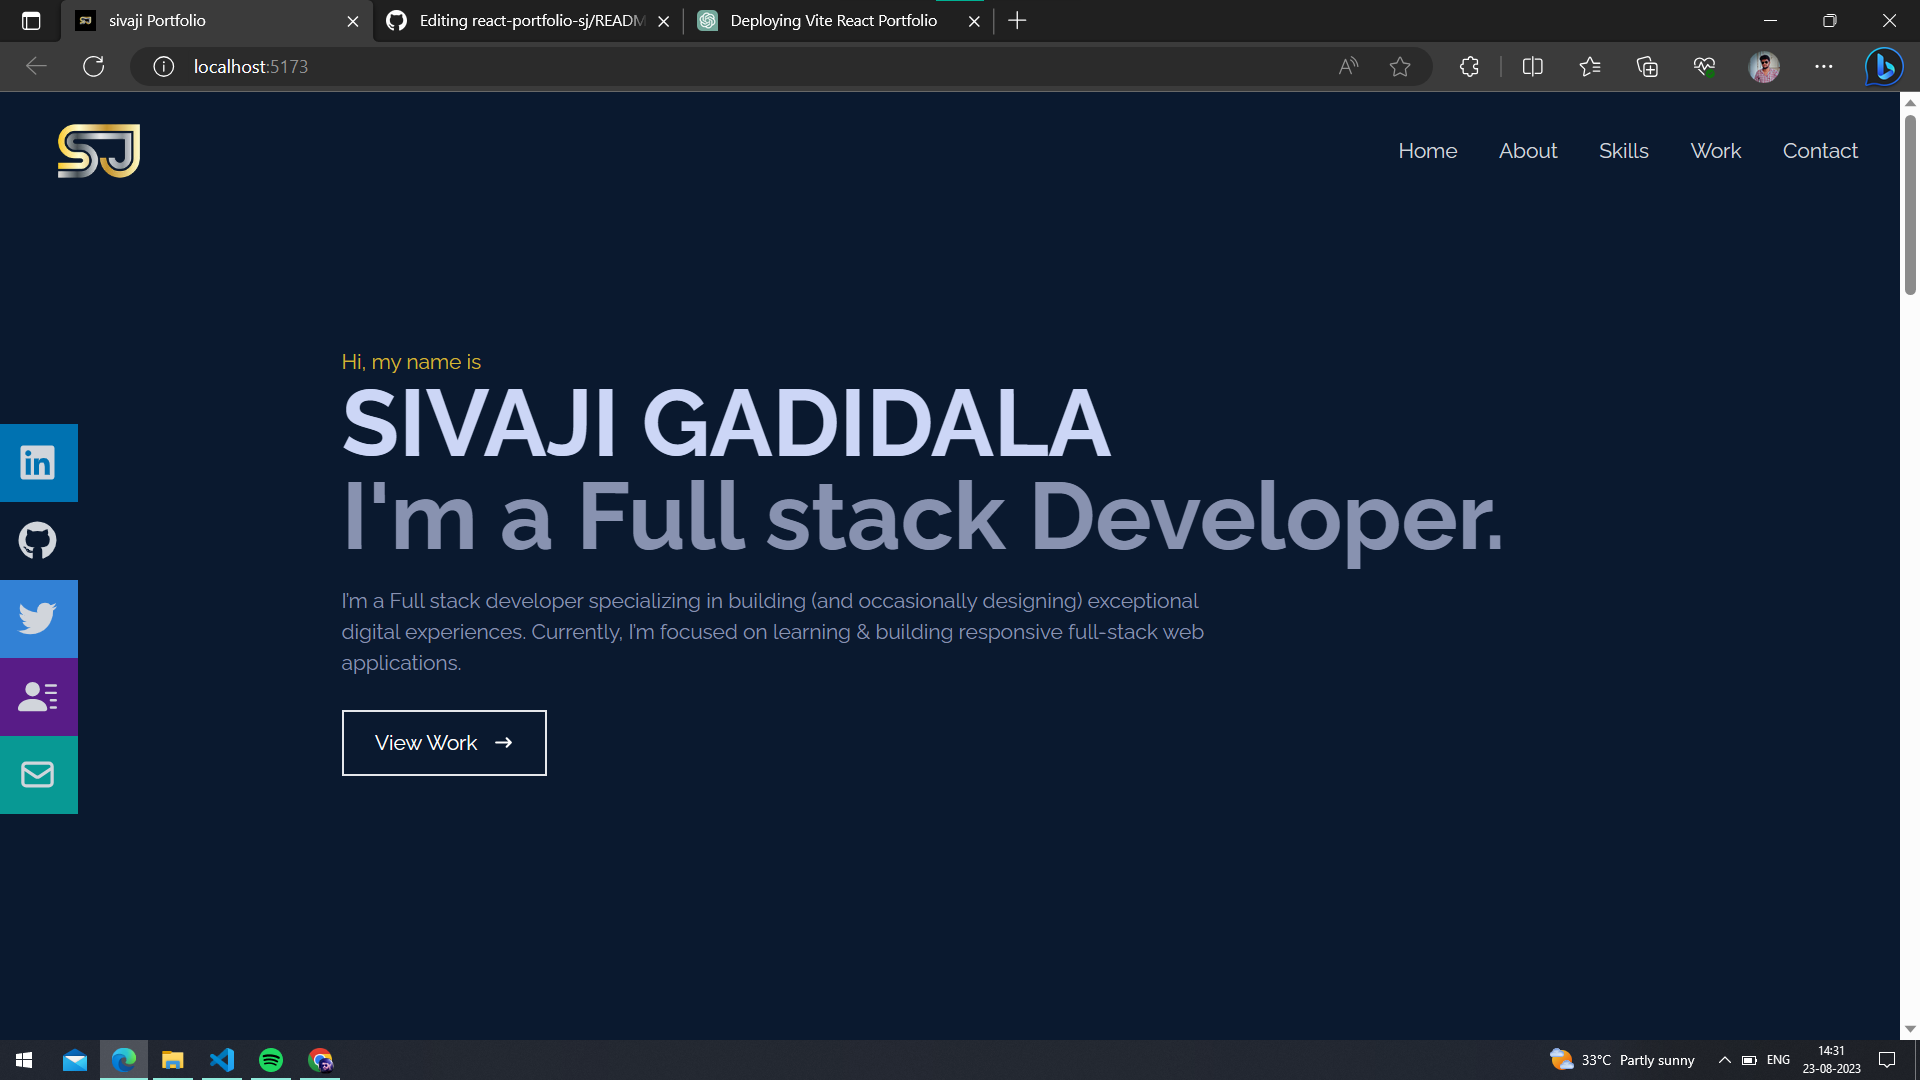 sivaji Portfolio
Editing react-portfolio-sj/READM
Deploying Vite React Portfolio
localhost:5173
SJ
Home
About
Skills
Work
Contact
Hi, my name is
SIVAJI GADIDALA
I'm a Full stack Developer.
I'm a Full stack developer specializing in building (and occasionally designing) exceptional
digital experiences. Currently, I'm focused on learning & building responsive full-stack web
applications.
View Work
33°C Partly sunny
ENG
14:31
23-08-2023